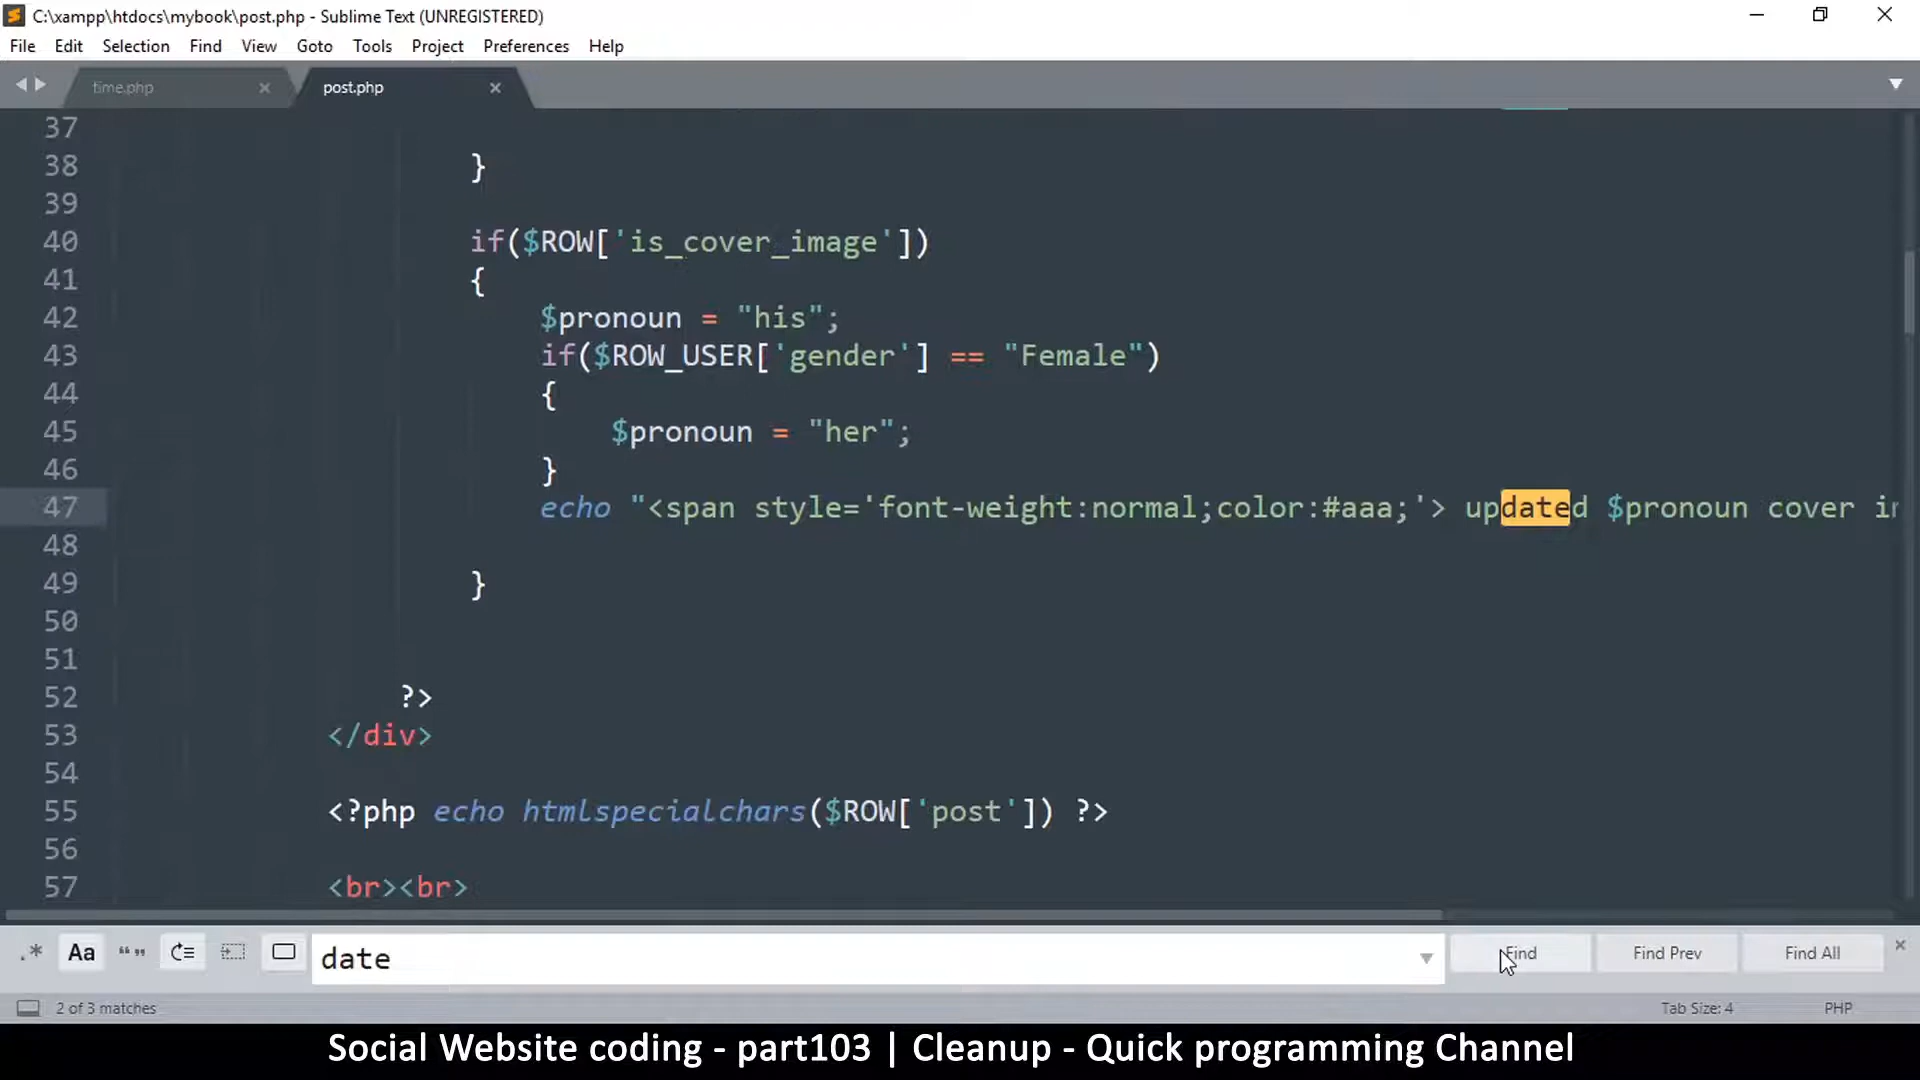 C:\xampp\htdocs\mybook\post.php - Sublime Text (UNREGISTERED)
File Edit Selection Find View Goto Tools Project Preferences Help
time.php post.php
37
38 }
39
40 if($ROW['is_cover_image'])
41 {
42 $pronoun = "his";
43 if($ROW_USER['gender'] == "Female")
44 {
45 $pronoun = "her";
46 }
47 echo "<span style='font-weight:normal;color:#aaa;'> updated $pronoun cover
48
49 }
50
51
52 ?>
53 </div>
54
55 <?php echo htmlspecialchars($ROW['post']) ?>
56
57 <br><br>
.* Aa “” date Find Find Prev Find All
2 of 3 matches Tab Size: 4 PHP
Social Website coding - part103 | Cleanup - Quick programming Channel